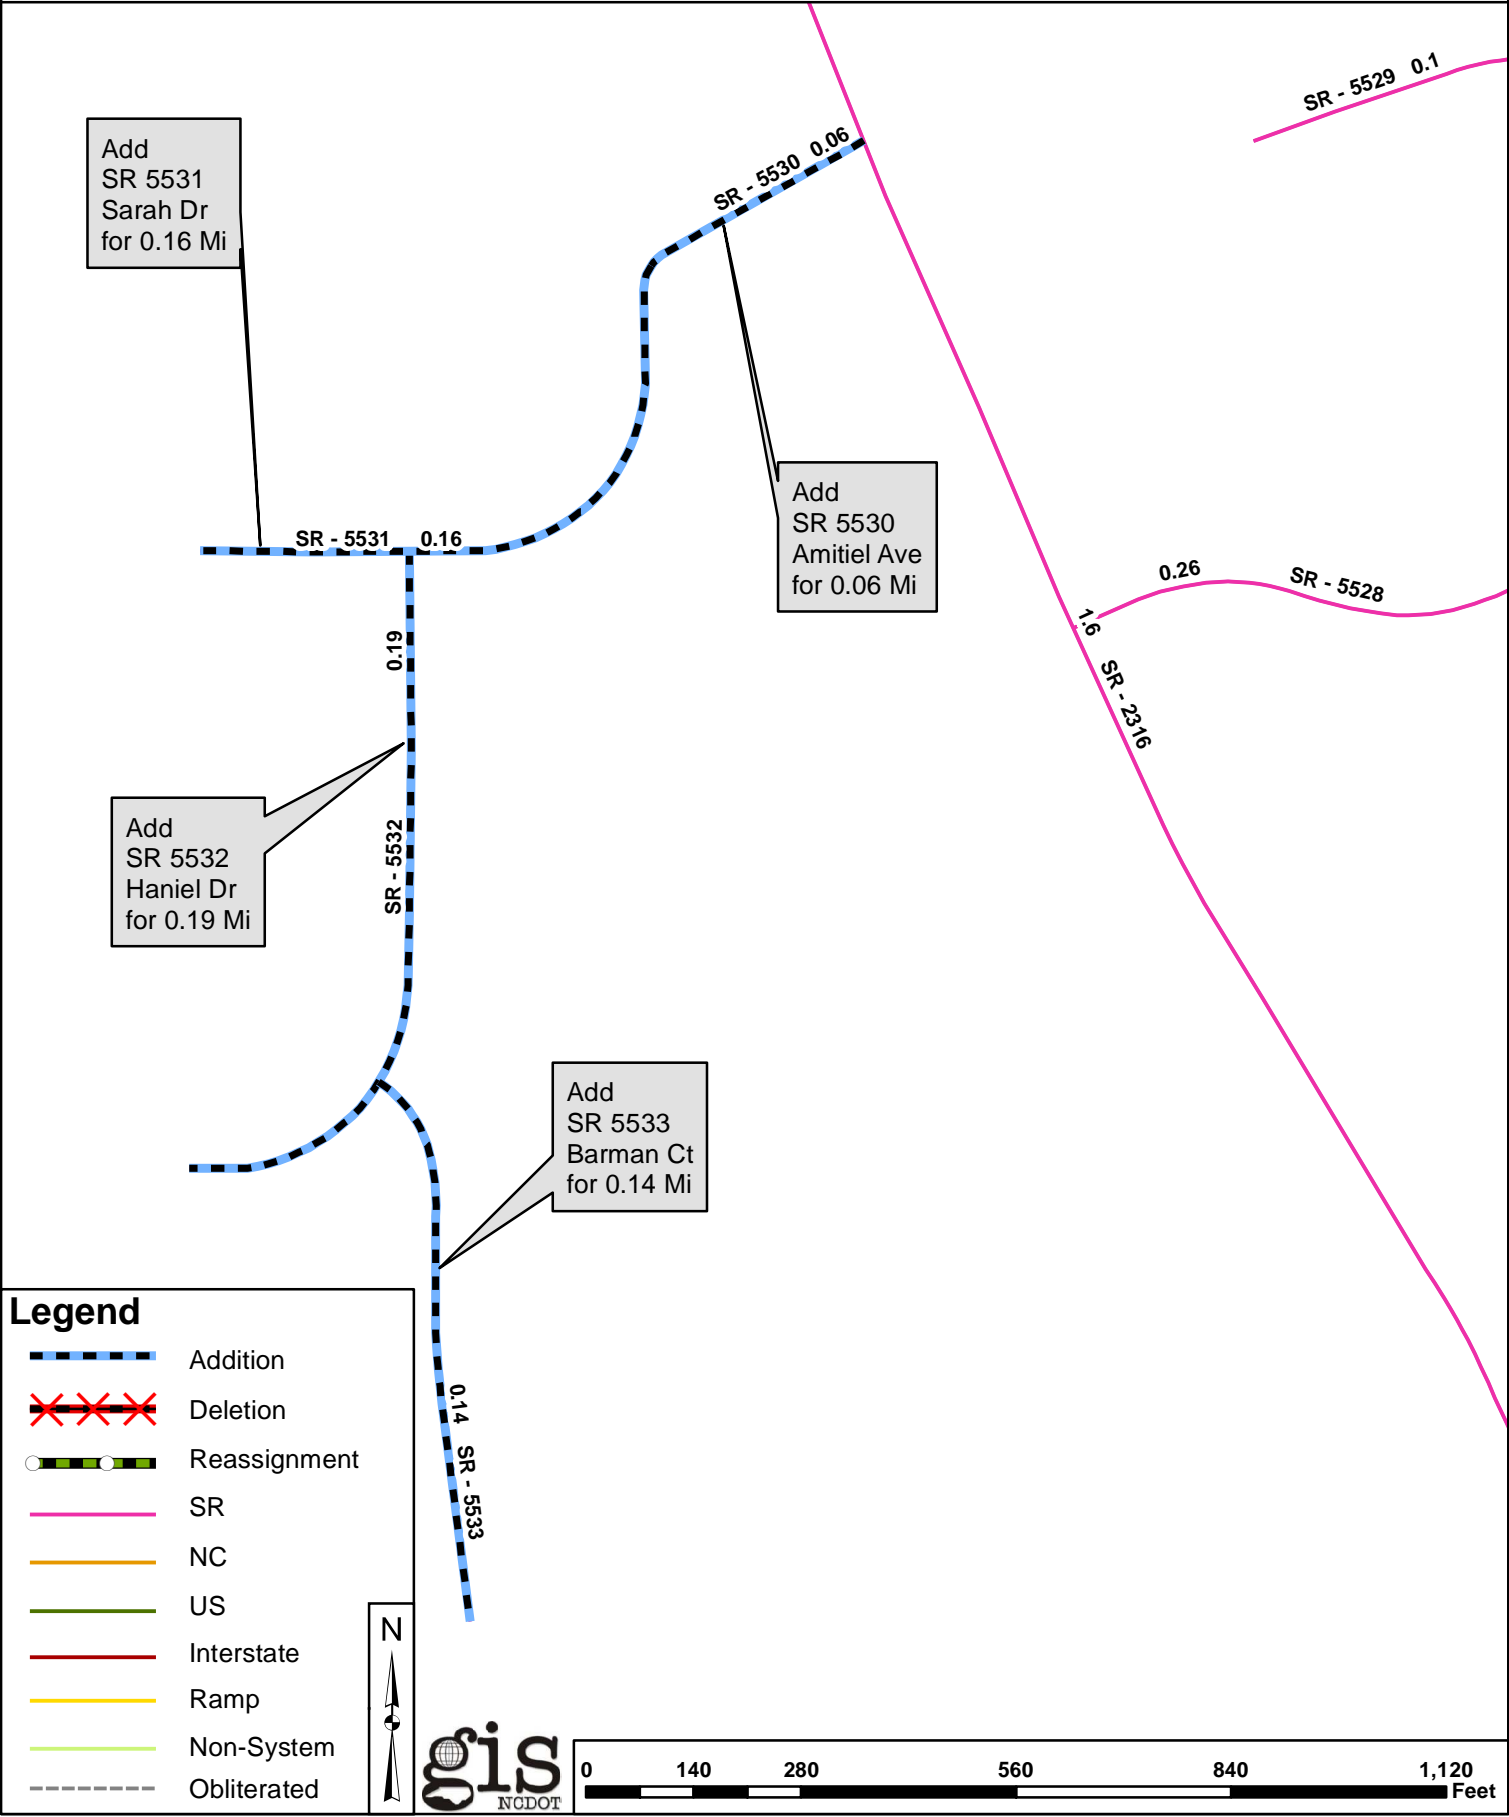 SR - 5529 0.1
Add
SR 5531
Sarah Dr
for 0.16 Mi
SR - 5530 0.06
Add
SR 5530
Amitiel Ave
for 0.06 Mi
SR - 5531 0.16
0.26 SR - 5528
1.6 SR - 2316
0.19 SR - 5532
Add
SR 5532
Haniel Dr
for 0.19 Mi
Add
SR 5533
Barman Ct
for 0.14 Mi
0.14 SR - 5533
Legend
Addition
Deletion
Reassignment
SR
NC
US
Interstate
Ramp
Non-System
Obliterated
N
gis
NCDOT
0 140 280 560 840 1,120
Feet